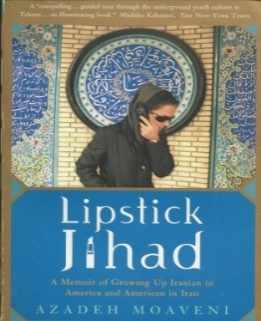 A "compelling ... guided tour through the underground youth culture in
Tehran ... an illuminating book." Michiko Kakutani, THE NEW YORK TIMES
Lipstick
Jihad
A Memoir of Growing Up Iranian in
America and American in Iran
AZADEH MOAVENI